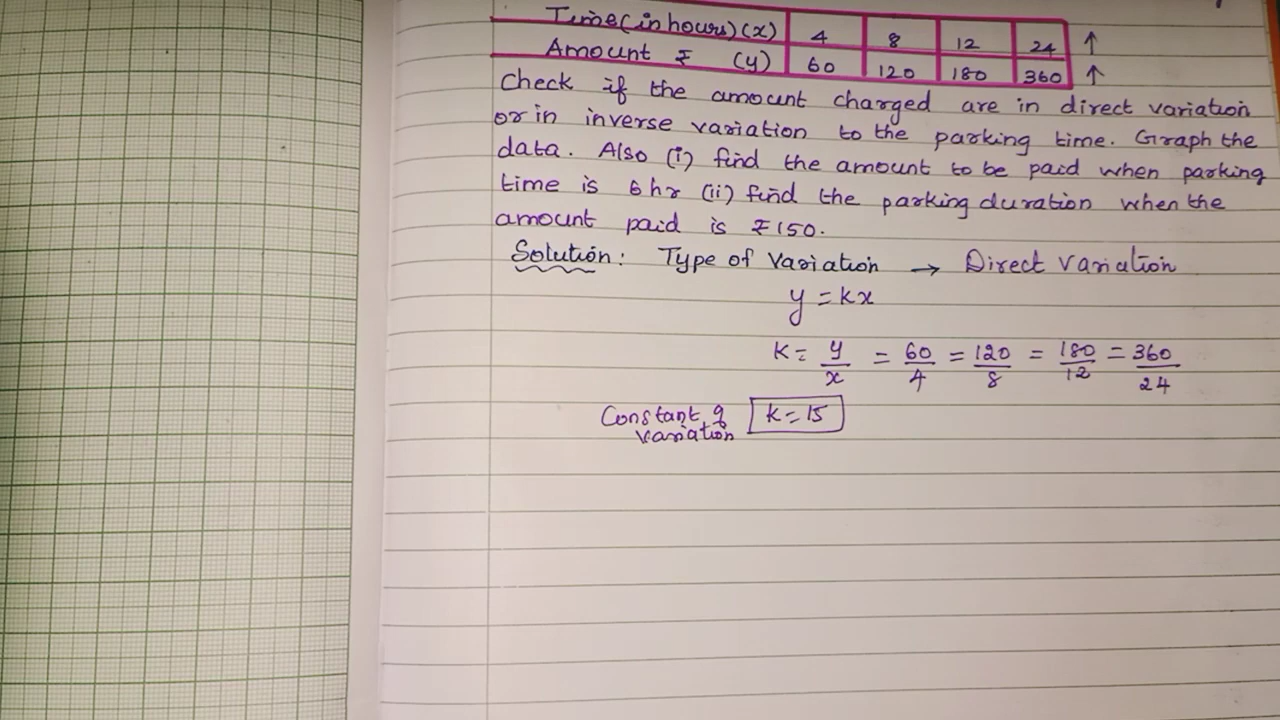 Time (in hours) (x) 4 8 12 24 ↑
Amount ₹ (y) 60 120 180 360 ↑
Check if the amount charged are in direct variation
or in inverse variation to the parking time. Graph the
data. Also (i) find the amount to be paid when parking
time is 6 hr (ii) find the parking duration when the
amount paid is ₹150.
Solution: Type of Variation → Direct Variation
y = kx
K = y/x = 60/4 = 120/8 = 180/12 = 360/24
Constant of variation K = 15